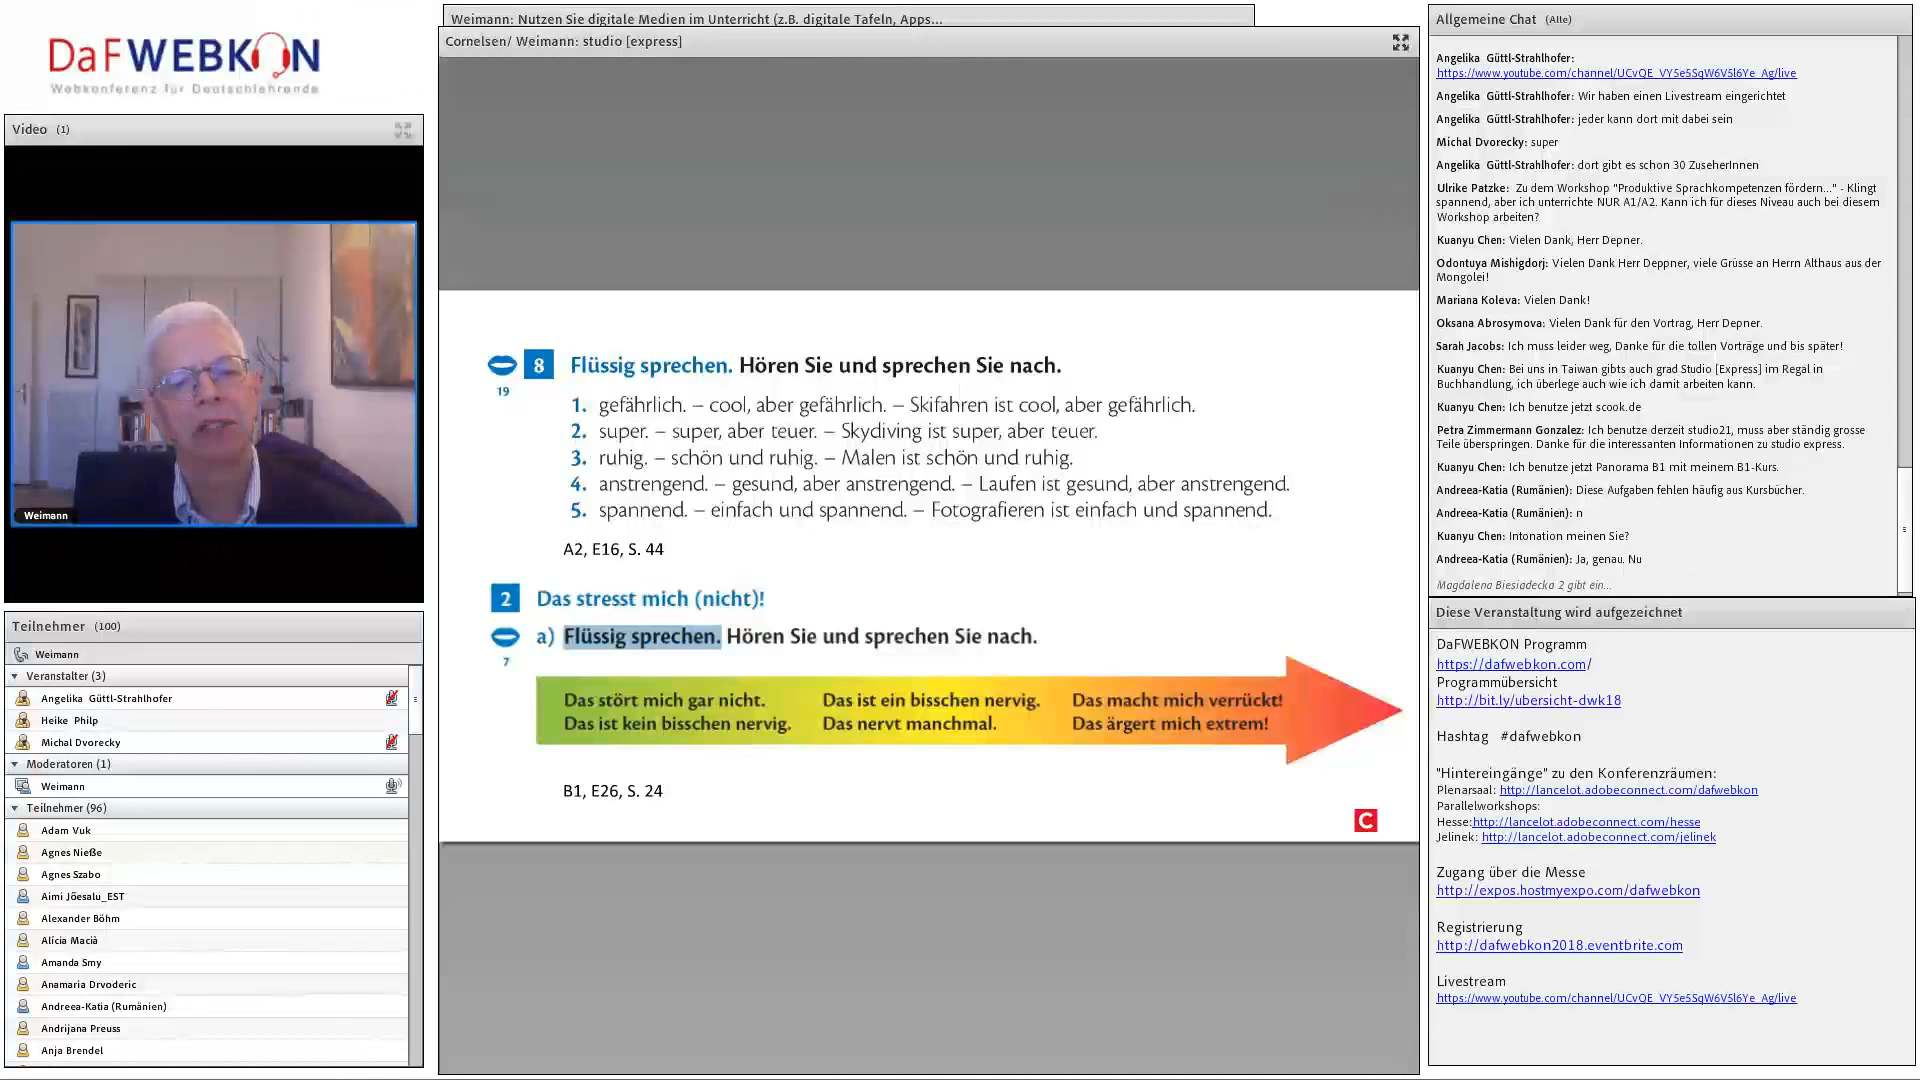 DaFWEBKON
Webkonferenz für Deutschlehrende
Video (1)
Weimann
Teilnehmer (100)
Weimann
Veranstalter (3)
Angelika Güttl-Strahlhofer
Heike Philp
Michal Dvorecky
Moderatoren (1)
Weimann
Teilnehmer (96)
Adam Vuk
Agnes Nieße
Agnes Szabo
Aimi Jõesalu_EST
Alexander Böhm
Alícia Macià
Amanda Smy
Anamaria Drvoderic
Andreea-Katia (Rumänien)
Andrijana Preuss
Anja Brendel
Weimann: Nutzen Sie digitale Medien im Unterricht (z.B. digitale Tafeln, Apps...
Cornelsen/ Weimann: studio [express]
8 Flüssig sprechen. Hören Sie und sprechen Sie nach.
19
1. gefährlich. – cool, aber gefährlich. – Skifahren ist cool, aber gefährlich.
2. super. – super, aber teuer. – Skydiving ist super, aber teuer.
3. ruhig. – schön und ruhig. – Malen ist schön und ruhig.
4. anstrengend. – gesund, aber anstrengend. – Laufen ist gesund, aber anstrengend.
5. spannend. – einfach und spannend. – Fotografieren ist einfach und spannend.
A2, E16, S. 44
2 Das stresst mich (nicht)!
a) Flüssig sprechen. Hören Sie und sprechen Sie nach.
7
Das stört mich gar nicht. Das ist ein bisschen nervig. Das macht mich verrückt!
Das ist kein bisschen nervig. Das nervt manchmal. Das ärgert mich extrem!
B1, E26, S. 24
C
Allgemeine Chat (Alle)
Angelika Güttl-Strahlhofer:
https://www.youtube.com/channel/UCvQE_VY5e5SqW6V5l6Ye_Ag/live
Angelika Güttl-Strahlhofer: Wir haben einen Livestream eingerichtet
Angelika Güttl-Strahlhofer: jeder kann dort mit dabei sein
Michal Dvorecky: super
Angelika Güttl-Strahlhofer: dort gibt es schon 30 ZuseherInnen
Ulrike Patzke: Zu dem Workshop "Produktive Sprachkompetenzen fördern..." - Klingt
spannend, aber ich unterrichte NUR A1/A2. Kann ich für dieses Niveau auch bei diesem
Workshop arbeiten?
Kuanyu Chen: Vielen Dank, Herr Depner.
Odontuya Mishigdorj: Vielen Dank Herr Deppner, viele Grüsse an Herrn Althaus aus der
Mongolei!
Mariana Koleva: Vielen Dank!
Oksana Abrosymova: Vielen Dank für den Vortrag, Herr Depner.
Sarah Jacobs: Ich muss leider weg, Danke für die tollen Vorträge und bis später!
Kuanyu Chen: Bei uns in Taiwan gibts auch grad Studio [Express] im Regal in
Buchhandlung, ich überlege auch wie ich damit arbeiten kann.
Kuanyu Chen: Ich benutze jetzt scook.de
Petra Zimmermann Gonzalez: Ich benutze derzeit studio21, muss aber ständig grosse
Teile überspringen. Danke für die interessanten Informationen zu studio express.
Kuanyu Chen: Ich benutze jetzt Panorama B1 mit meinem B1-Kurs.
Andreea-Katia (Rumänien): Diese Aufgaben fehlen häufig aus Kursbücher.
Andreea-Katia (Rumänien): n
Kuanyu Chen: Intonation meinen Sie?
Andreea-Katia (Rumänien): Ja, genau. Nu
Magdalena Biesiadecka 2 gibt ein...
Diese Veranstaltung wird aufgezeichnet
DaFWEBKON Programm
https://dafwebkon.com/
Programmübersicht
http://bit.ly/ubersicht-dwk18
Hashtag #dafwebkon
"Hintereingänge" zu den Konferenzräumen:
Plenarsaal: http://lancelot.adobeconnect.com/dafwebkon
Parallelworkshops:
Hesse:http://lancelot.adobeconnect.com/hesse
Jelinek: http://lancelot.adobeconnect.com/jelinek
Zugang über die Messe
http://expos.hostmyexpo.com/dafwebkon
Registrierung
http://dafwebkon2018.eventbrite.com
Livestream
https://www.youtube.com/channel/UCvQE_VY5e5SqW6V5l6Ye_Ag/live